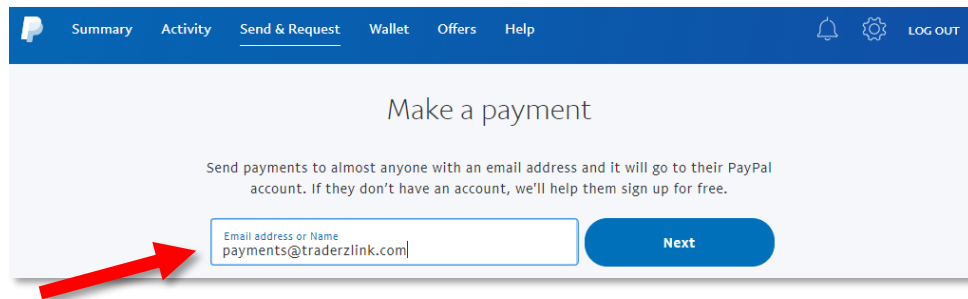 Summary Activity Send & Request Wallet Offers Help LOG OUT
Make a payment
Send payments to almost anyone with an email address and it will go to their PayPal
account. If they don't have an account, we'll help them sign up for free.
Email address or Name
payments@traderzlink.com
Next